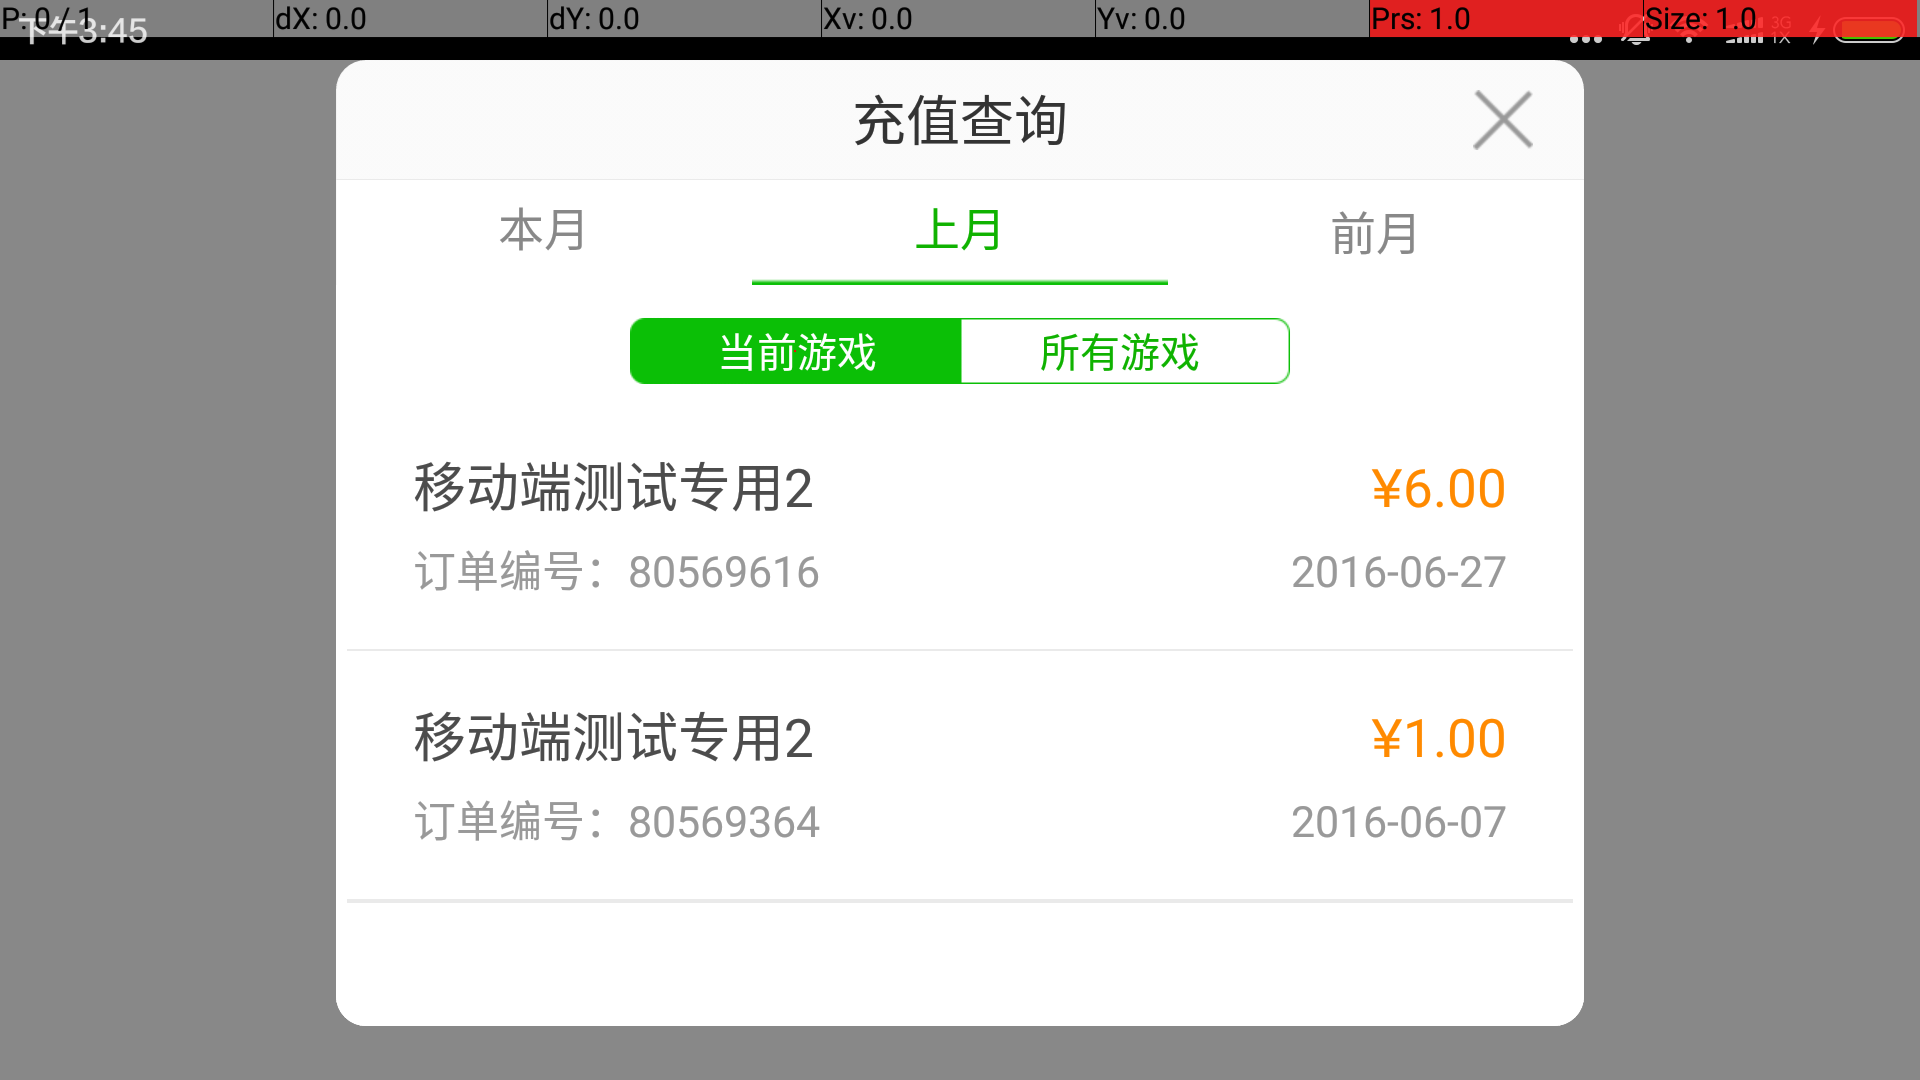 P: 0 / 1 dX: 0.0 dY: 0.0 Xv: 0.0 Yv: 0.0 Prs: 1.0 Size: 1.0
下午3:45 3G 1X
充值查询
本月 上月 前月
当前游戏 所有游戏
移动端测试专用2 ¥6.00
订单编号：80569616 2016-06-27
移动端测试专用2 ¥1.00
订单编号：80569364 2016-06-07